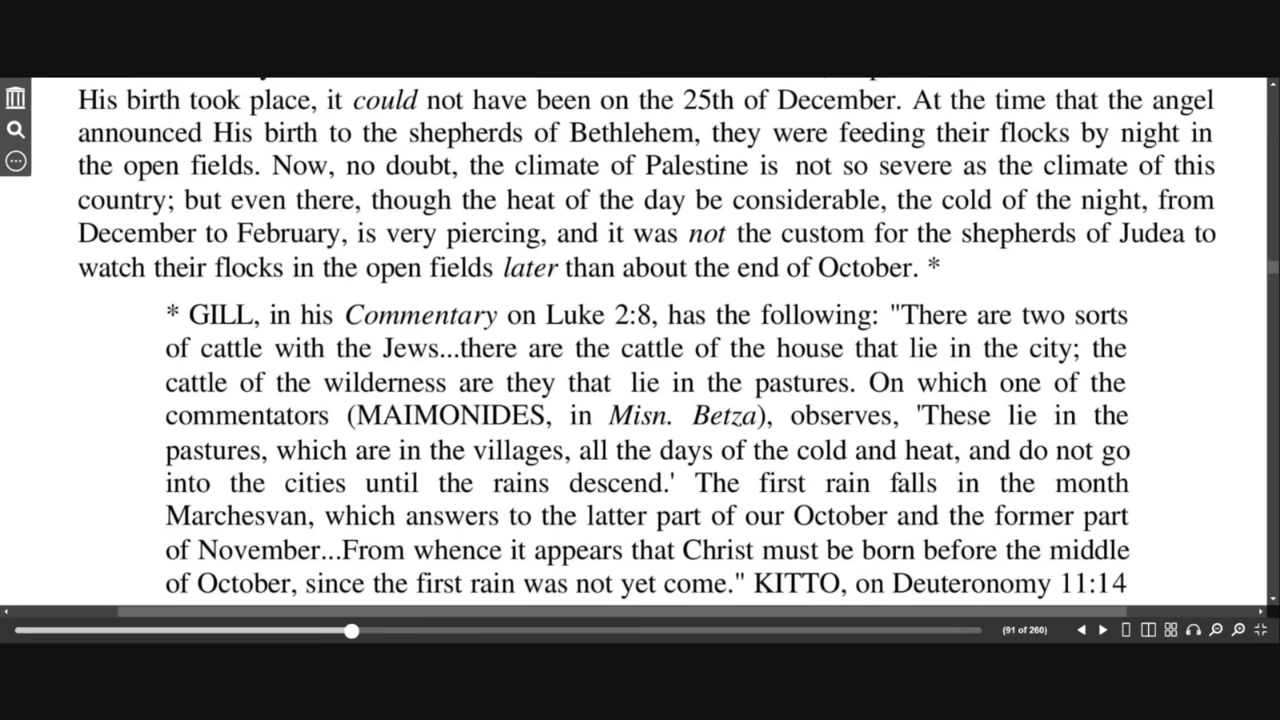 His birth took place, it could not have been on the 25th of December. At the time that the angel
announced His birth to the shepherds of Bethlehem, they were feeding their flocks by night in
the open fields. Now, no doubt, the climate of Palestine is not so severe as the climate of this
country; but even there, though the heat of the day be considerable, the cold of the night, from
December to February, is very piercing, and it was not the custom for the shepherds of Judea to
watch their flocks in the open fields later than about the end of October. *
* GILL, in his Commentary on Luke 2:8, has the following: "There are two sorts
of cattle with the Jews...there are the cattle of the house that lie in the city; the
cattle of the wilderness are they that lie in the pastures. On which one of the
commentators (MAIMONIDES, in Misn. Betza), observes, 'These lie in the
pastures, which are in the villages, all the days of the cold and heat, and do not go
into the cities until the rains descend.' The first rain falls in the month
Marchesvan, which answers to the latter part of our October and the former part
of November...From whence it appears that Christ must be born before the middle
of October, since the first rain was not yet come." KITTO, on Deuteronomy 11:14
(91 of 260)